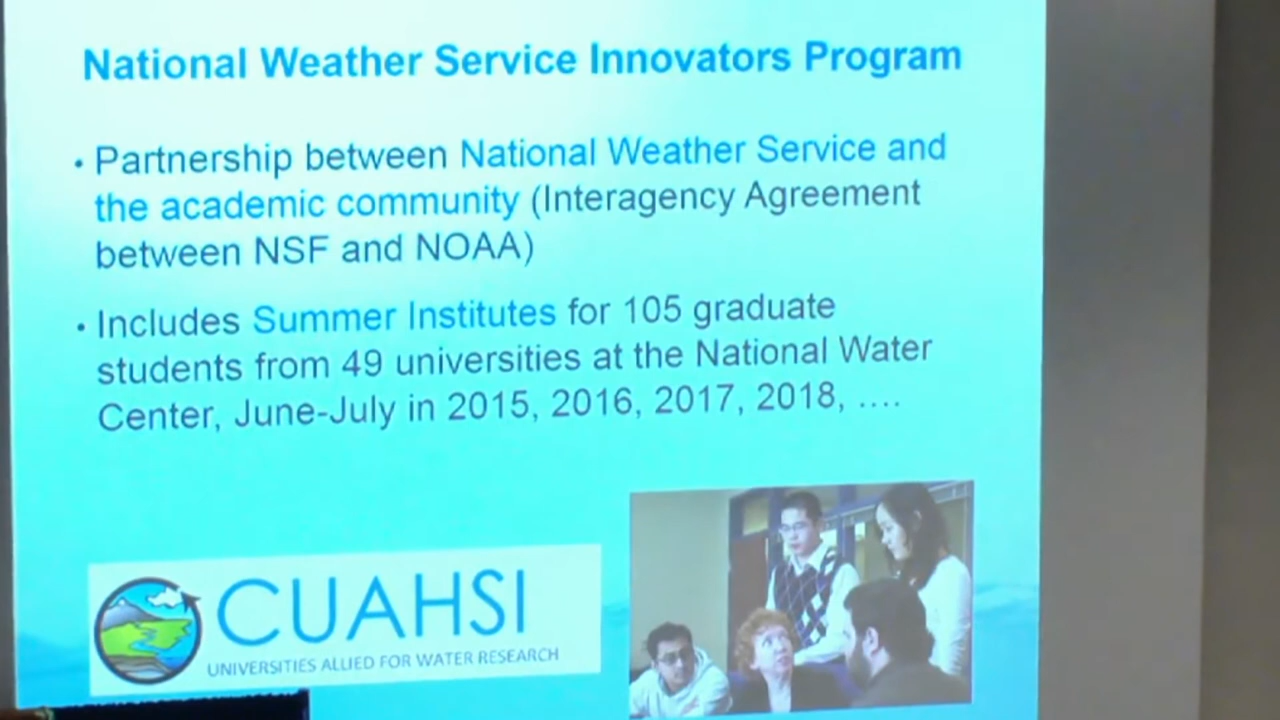 National Weather Service Innovators Program
• Partnership between National Weather Service and
the academic community (Interagency Agreement
between NSF and NOAA)
• Includes Summer Institutes for 105 graduate
students from 49 universities at the National Water
Center, June-July in 2015, 2016, 2017, 2018, ....
CUAHSI
UNIVERSITIES ALLIED FOR WATER RESEARCH